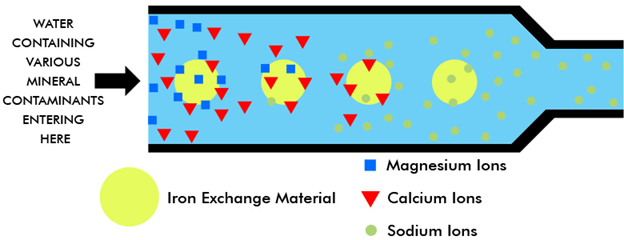 WATER
CONTAINING
VARIOUS
MINERAL
CONTAMINANTS
ENTERING
HERE
Magnesium Ions
Iron Exchange Material
Calcium Ions
Sodium Ions